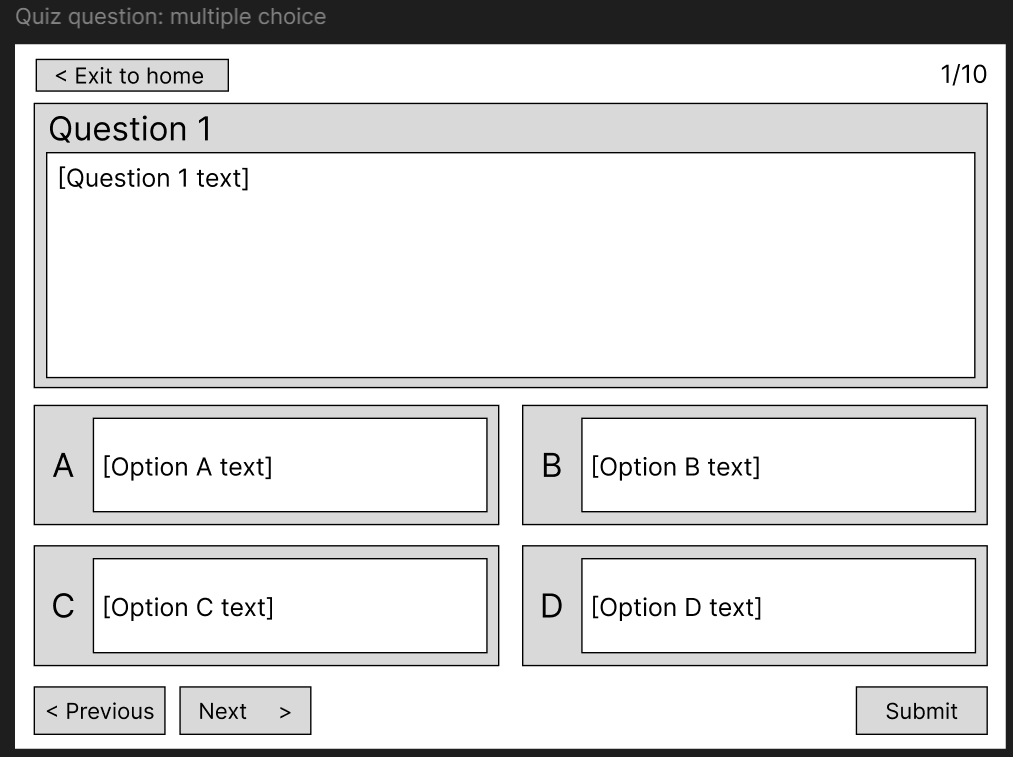 Quiz question: multiple choice
< Exit to home
1/10
Question 1
[Question 1 text]
A
[Option A text]
B
[Option B text]
C
[Option C text]
D
[Option D text]
< Previous
Next >
Submit